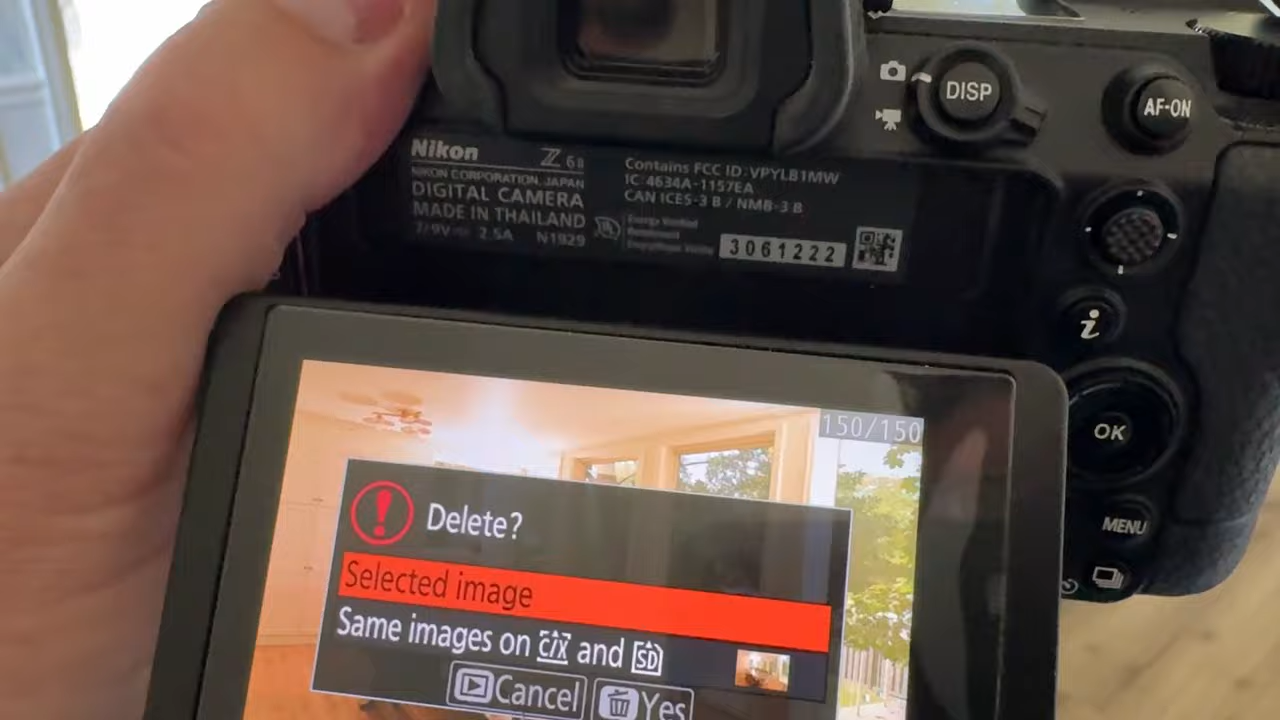 DISP
AF-ON
Nikon Z 6II
NIKON CORPORATION, JAPAN
DIGITAL CAMERA
MADE IN THAILAND
7/9V⎓ 2.5A N1929
Contains FCC ID:VPYLB1MW
IC 4634A-1157EA
CAN ICES-3 B / NMB-3 B
3061222
i
OK
MENU
150/150
Delete?
Selected image
Same images on C/X and SD
Cancel Yes